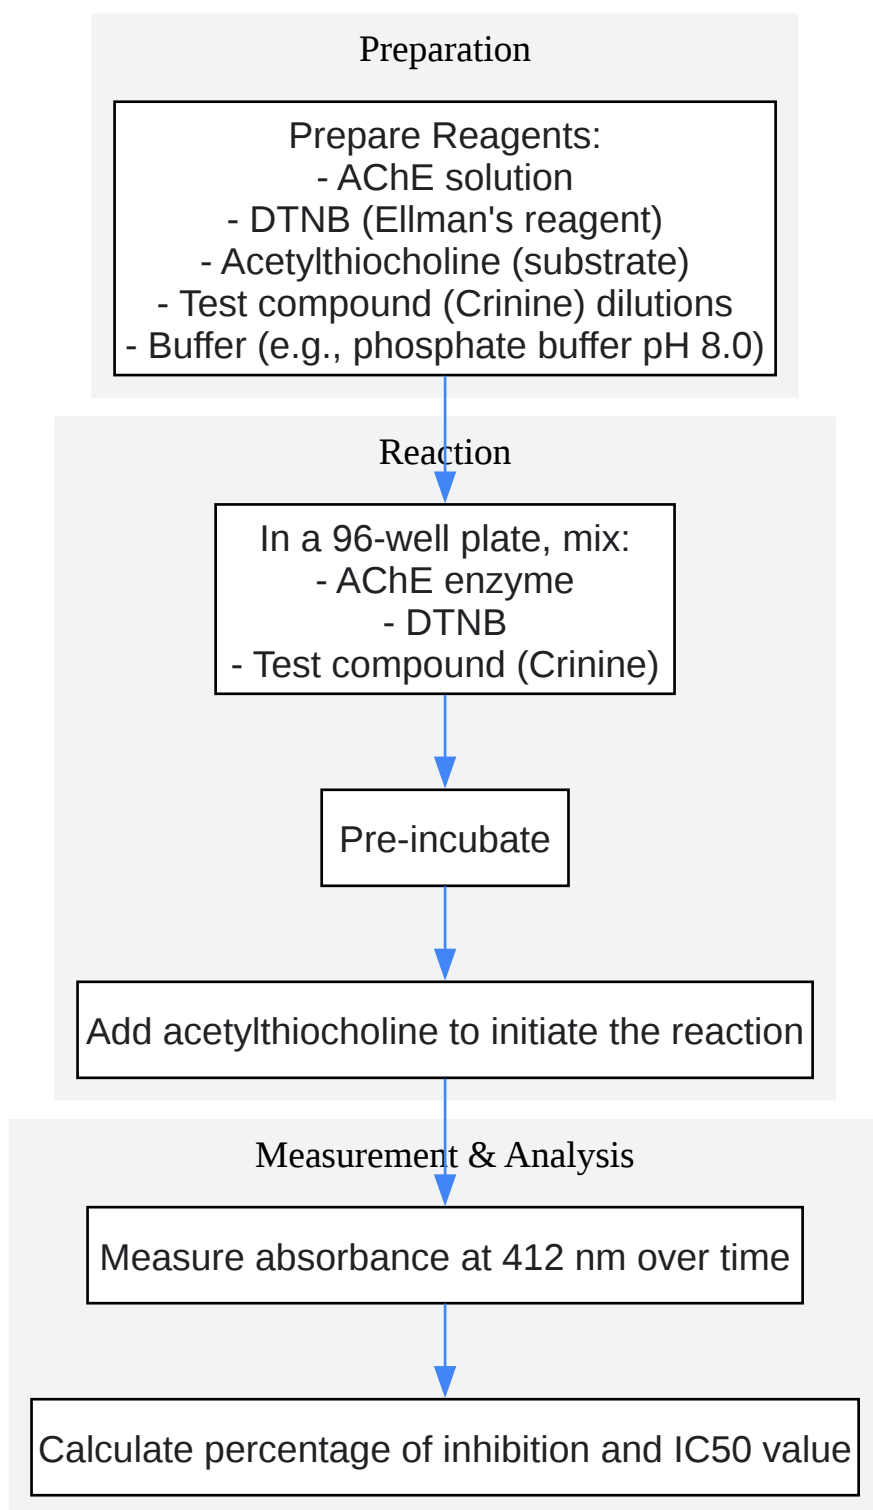 Preparation
Prepare Reagents:
- AChE solution
- DTNB (Ellman's reagent)
- Acetylthiocholine (substrate)
- Test compound (Crinine) dilutions
- Buffer (e.g., phosphate buffer pH 8.0)
Reaction
In a 96-well plate, mix:
- AChE enzyme
- DTNB
- Test compound (Crinine)
Pre-incubate
Add acetylthiocholine to initiate the reaction
Measurement & Analysis
Measure absorbance at 412 nm over time
Calculate percentage of inhibition and IC50 value